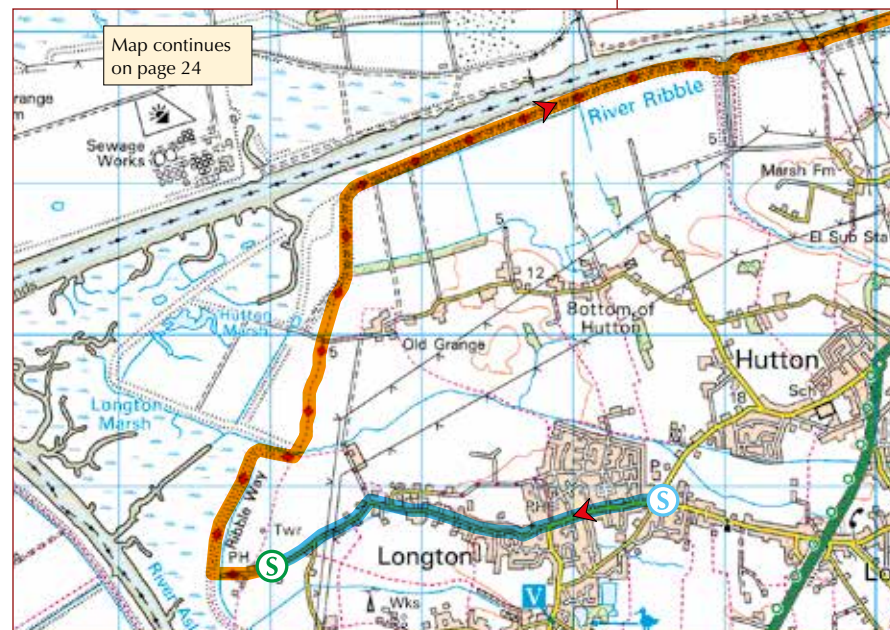 Map continues
on page 24
River Ribble
Sewage
Works
5
Marsh Fm
El Sub Sta
5
12
Hutton
Marsh
Bottom of
Hutton
5
Old Grange
Hutton
Sch
Longton
Marsh
18
Ribble Way
P
S
PH
Twr
PH
S
Longton
River As
Wks
V
Lo